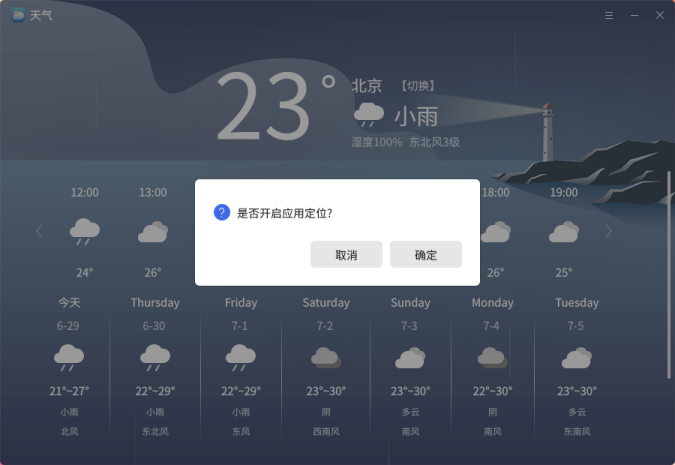 天气
23°
北京 【切换】
小雨
湿度100% 东北风3级
12:00 13:00 18:00 19:00
是否开启应用定位?
取消 确定
24° 26° 26° 25°
今天 Thursday Friday Saturday Sunday Monday Tuesday
6-29 6-30 7-1 7-2 7-3 7-4 7-5
21°~27° 22°~29° 22°~29° 23°~30° 23°~30° 22°~30° 23°~30°
小雨 小雨 小雨 阴 多云 阴 多云
北风 东北风 东风 西南风 南风 南风 东南风